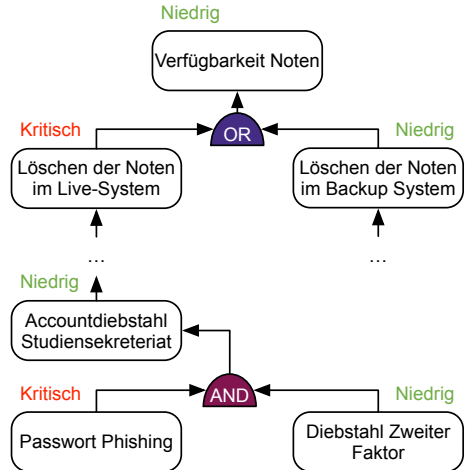 Niedrig
Verfügbarkeit Noten
Kritisch
OR
Niedrig
Löschen der Noten
im Live-System
Löschen der Noten
im Backup System
...
...
Niedrig
Accountdiebstahl
Studiensekreteriat
Kritisch
AND
Niedrig
Passwort Phishing
Diebstahl Zweiter
Faktor